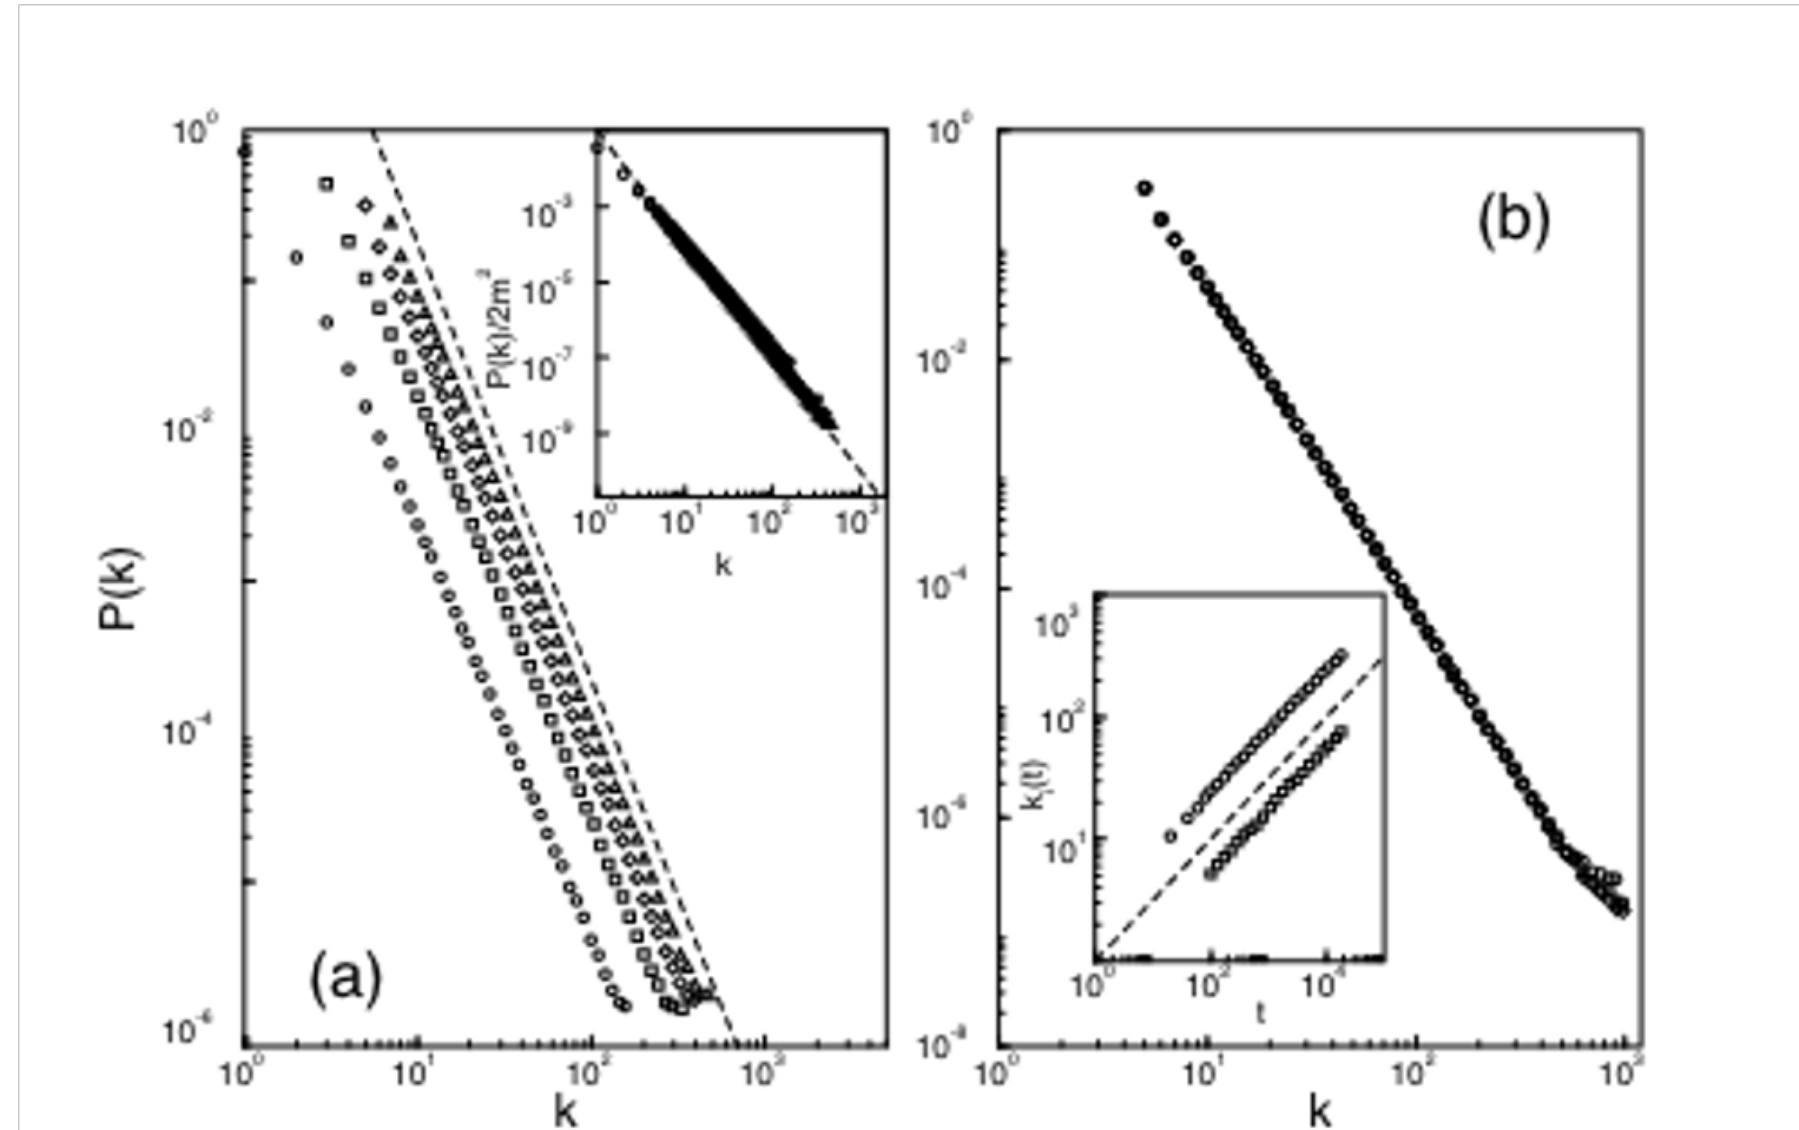 10⁰
10⁻²
10⁻⁴
10⁻⁶
P(k)
10⁰ 10¹ 10² 10³
k
(a)
10⁻³
10⁻⁵
10⁻⁷
10⁻⁹
P(k)/2m²
10⁰ 10¹ 10² 10³
k
10⁰
10⁻²
10⁻⁴
10⁻⁶
10⁻⁸
10⁰ 10¹ 10² 10³
k
(b)
10³
10²
10¹
kᵢ(t)
10⁰ 10² 10⁴
t